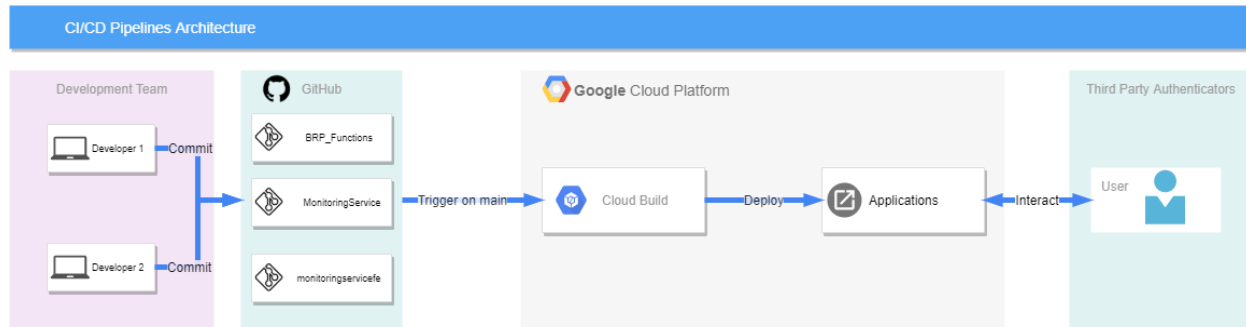 CI/CD Pipelines Architecture
Development Team
Developer 1
Commit
Developer 2
Commit
GitHub
BRP_Functions
MonitoringService
monitoringservicefe
Trigger on main
Google Cloud Platform
Cloud Build
Deploy
Applications
Interact
Third Party Authenticators
User